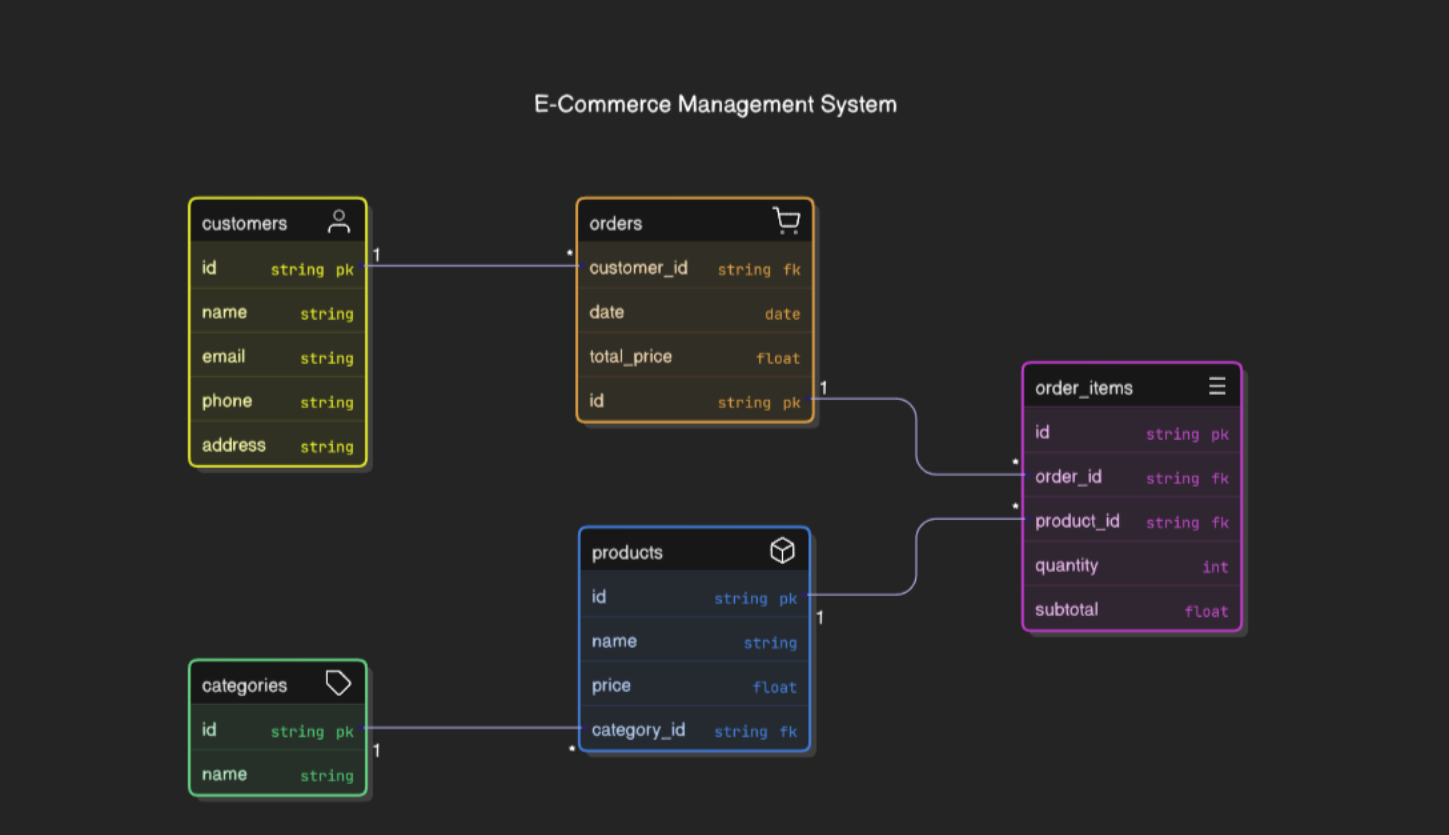 E-Commerce Management System
customers
id string pk
name string
email string
phone string
address string
1
*
orders
customer_id string fk
date date
total_price float
id string pk
1
*
order_items
id string pk
order_id string fk
*
product_id string fk
quantity int
subtotal float
products
id string pk
1
name string
price float
category_id string fk
categories
id string pk
1
*
name string